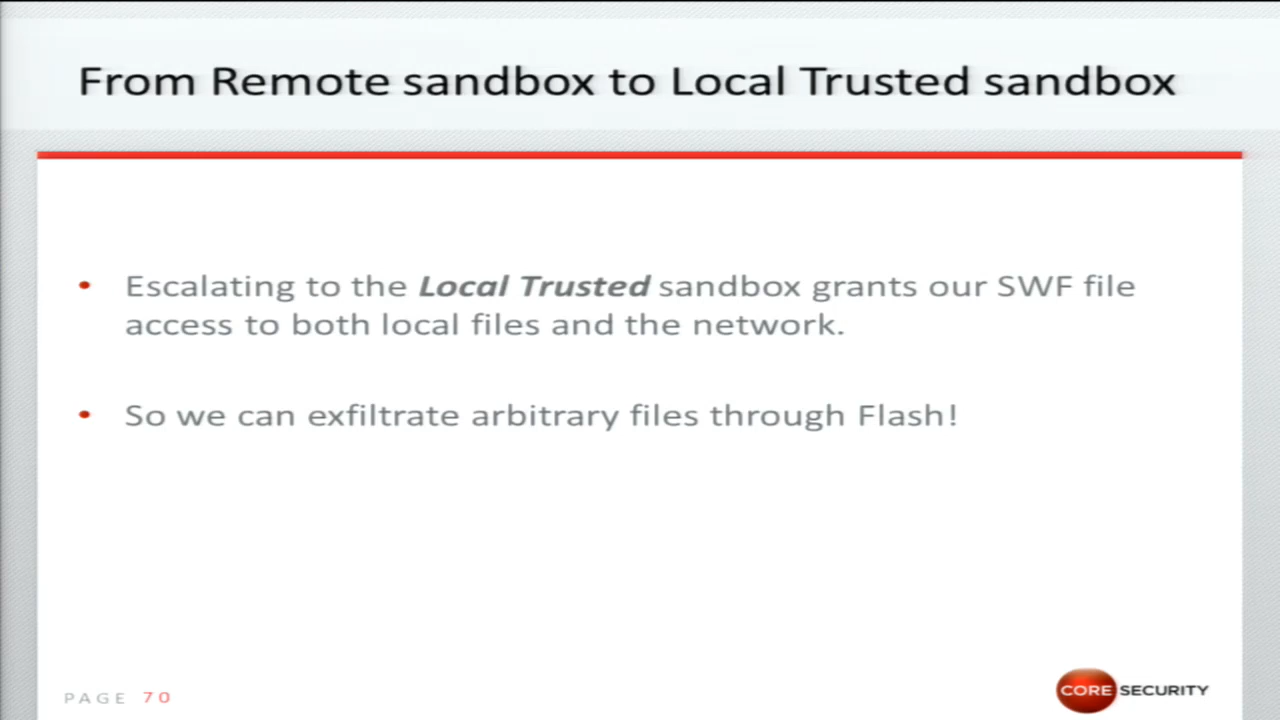 From Remote sandbox to Local Trusted sandbox
• Escalating to the Local Trusted sandbox grants our SWF file
access to both local files and the network.
• So we can exfiltrate arbitrary files through Flash!
PAGE 70
CORE SECURITY